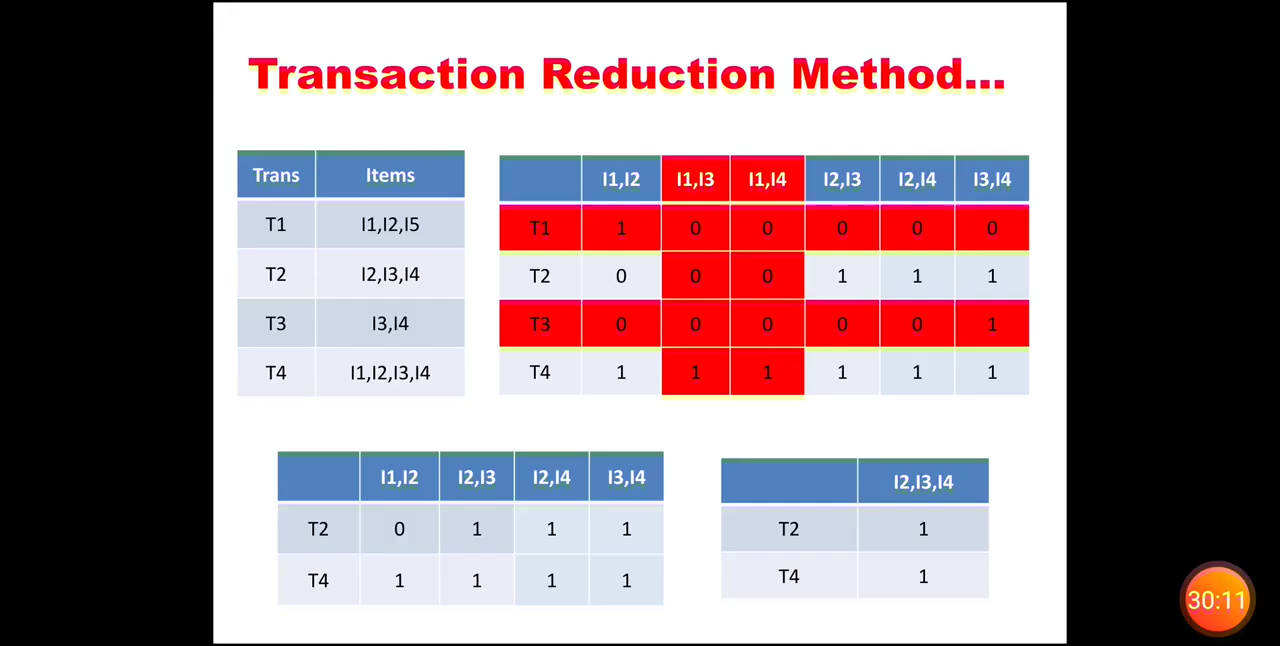 Transaction Reduction Method...
Trans Items
T1 I1,I2,I5
T2 I2,I3,I4
T3 I3,I4
T4 I1,I2,I3,I4
I1,I2 I1,I3 I1,I4 I2,I3 I2,I4 I3,I4
T1 1 0 0 0 0 0
T2 0 0 0 1 1 1
T3 0 0 0 0 0 1
T4 1 1 1 1 1 1
I1,I2 I2,I3 I2,I4 I3,I4
T2 0 1 1 1
T4 1 1 1 1
I2,I3,I4
T2 1
T4 1
30:11